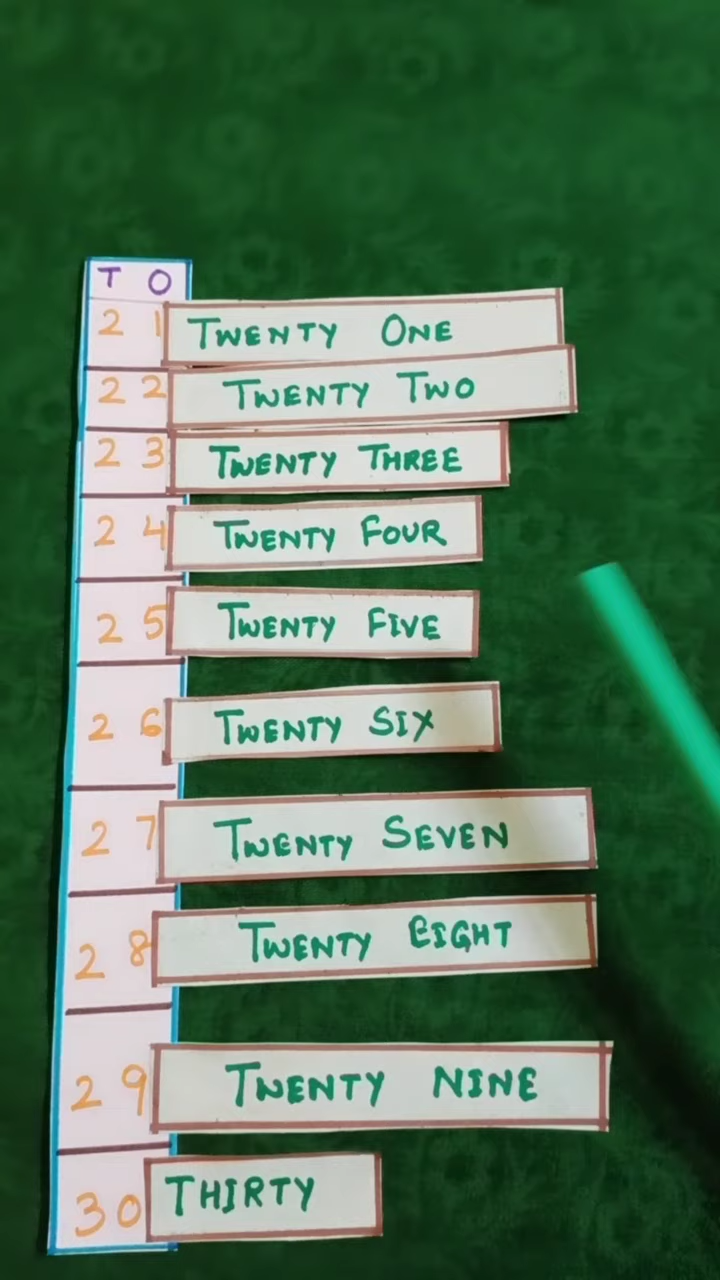 T O
21 TWENTY ONE
22 TWENTY TWO
23 TWENTY THREE
24 TWENTY FOUR
25 TWENTY FIVE
26 TWENTY SIX
27 TWENTY SEVEN
28 TWENTY EIGHT
29 TWENTY NINE
30 THIRTY